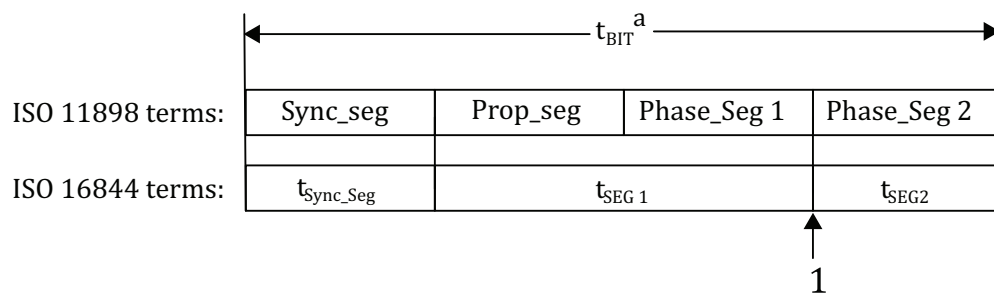 t_BIT^a
ISO 11898 terms: Sync_seg Prop_seg Phase_Seg 1 Phase_Seg 2
ISO 16844 terms: t_Sync_Seg t_SEG 1 t_SEG2
1